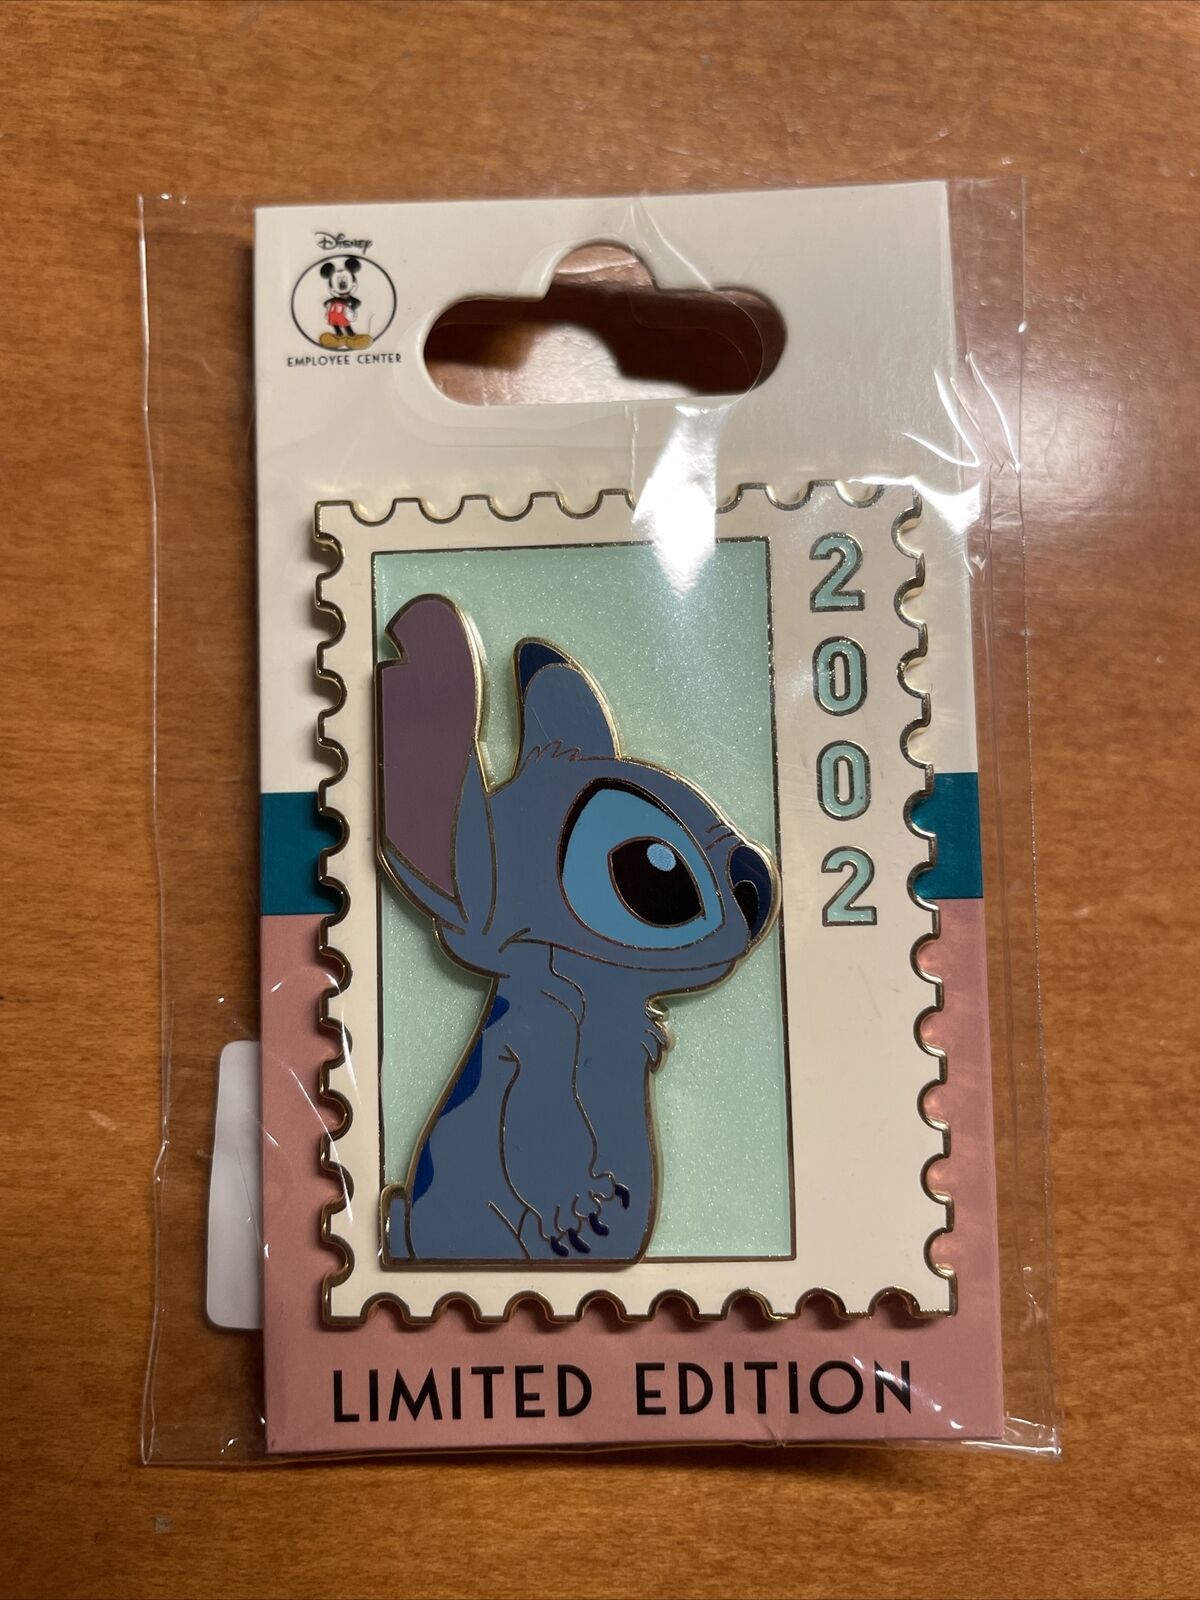 Disney
EMPLOYEE CENTER
2002
LIMITED EDITION